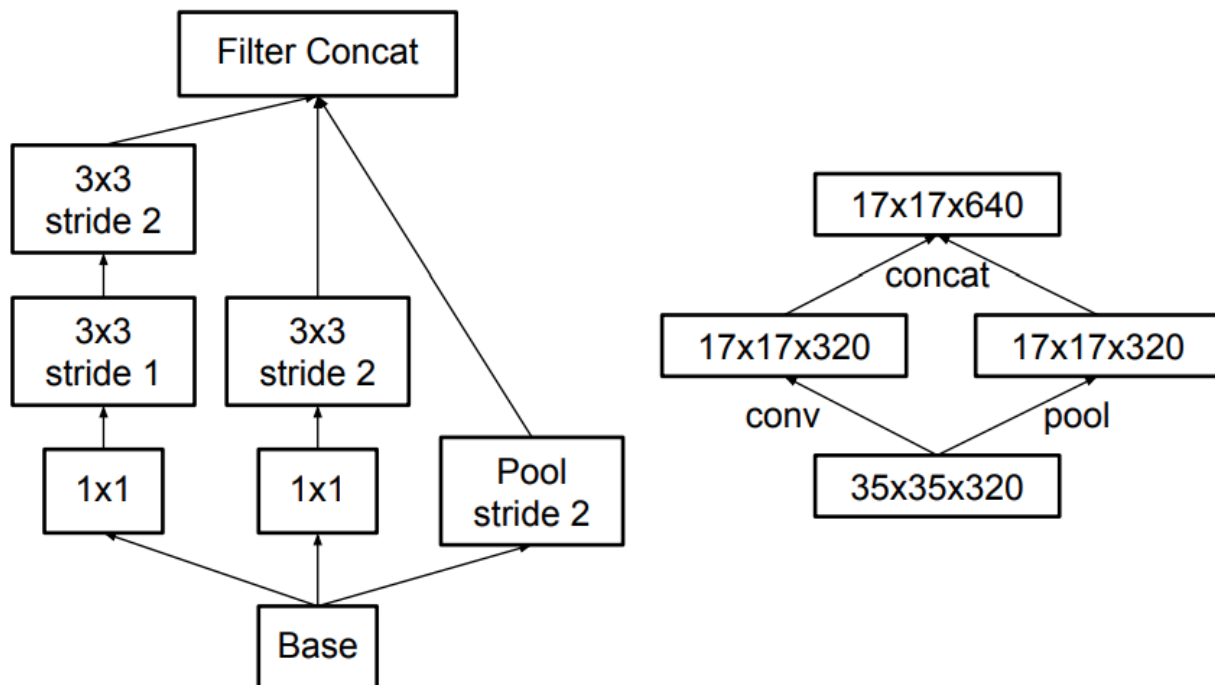 Filter Concat
3x3
stride 2
3x3
stride 1
3x3
stride 2
1x1
1x1
Pool
stride 2
Base
17x17x640
concat
17x17x320
17x17x320
conv
pool
35x35x320